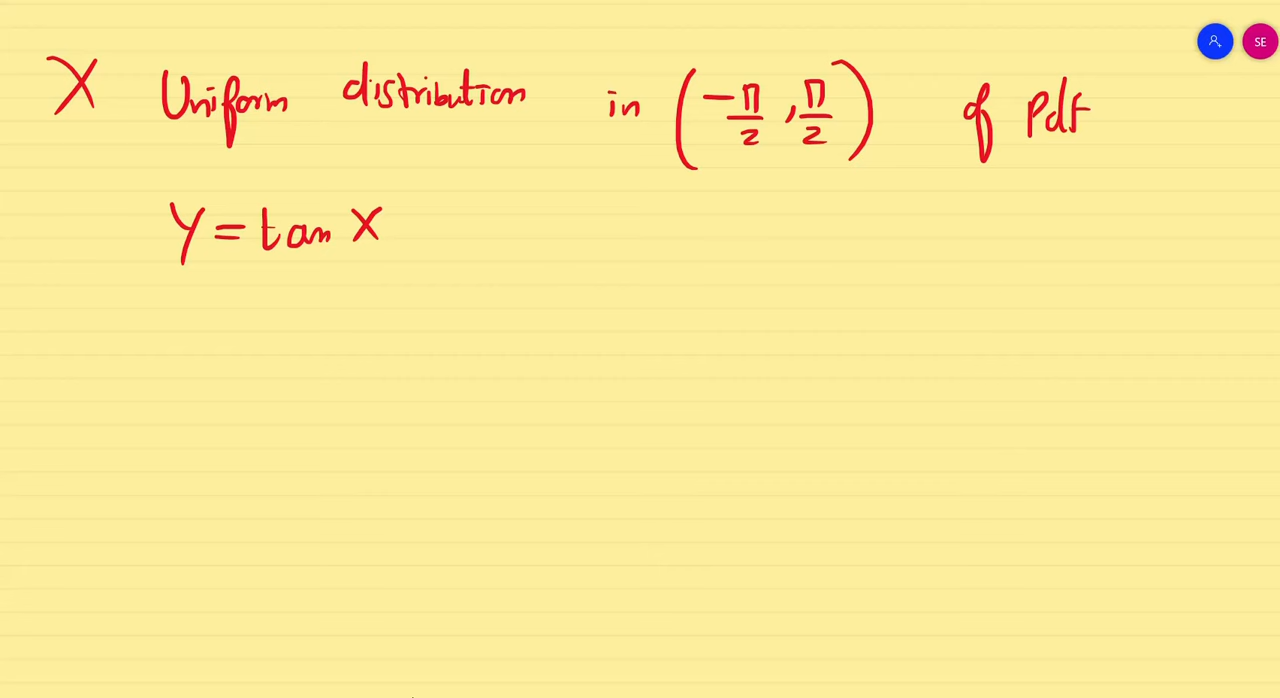 SE
X Uniform distribution in (-π/2, π/2) of pdf
Y = tan X